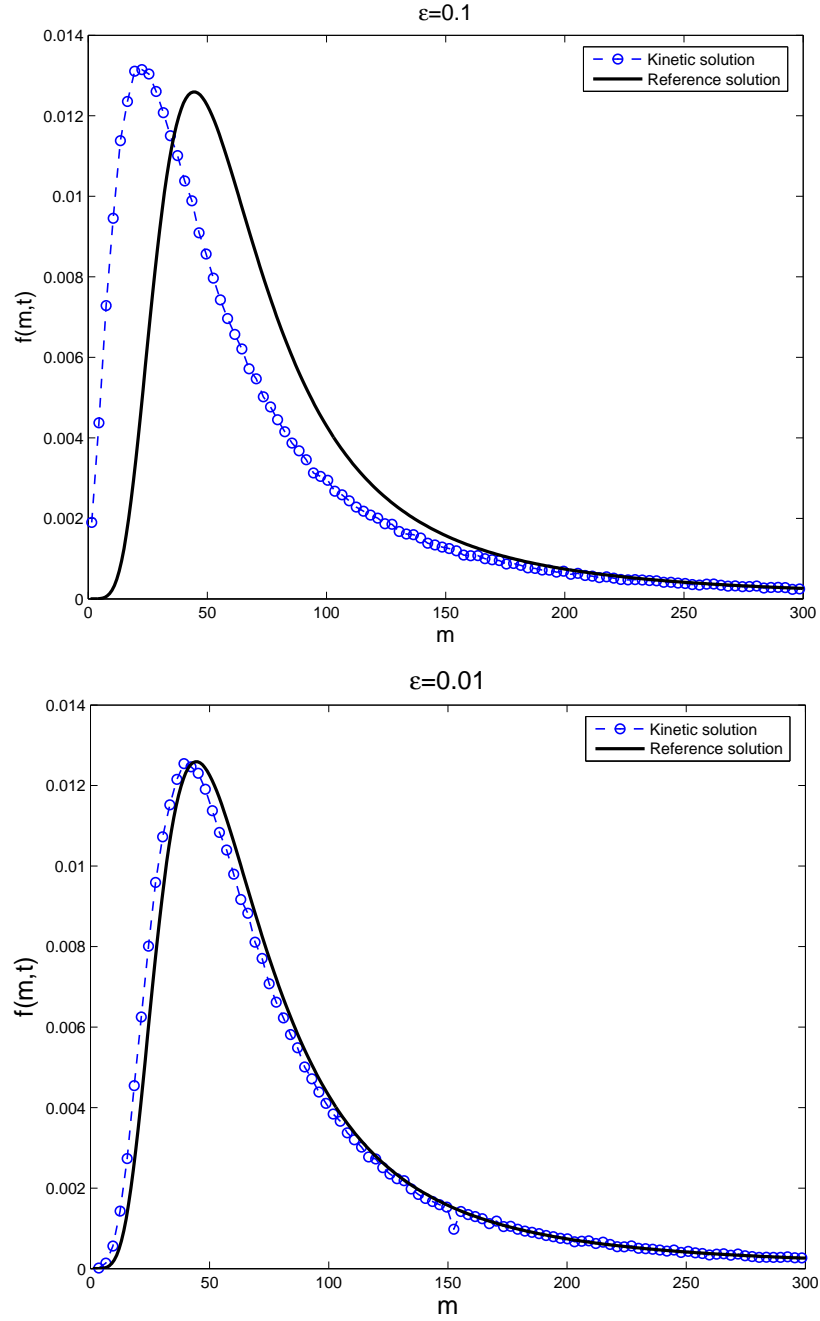 ε=0.1
0.014
0.012
0.01
0.008
0.006
0.004
0.002
0
f(m,t)
Kinetic solution
Reference solution
0 50 100 150 200 250 300
m
ε=0.01
0.014
0.012
0.01
0.008
0.006
0.004
0.002
0
f(m,t)
Kinetic solution
Reference solution
0 50 100 150 200 250 300
m